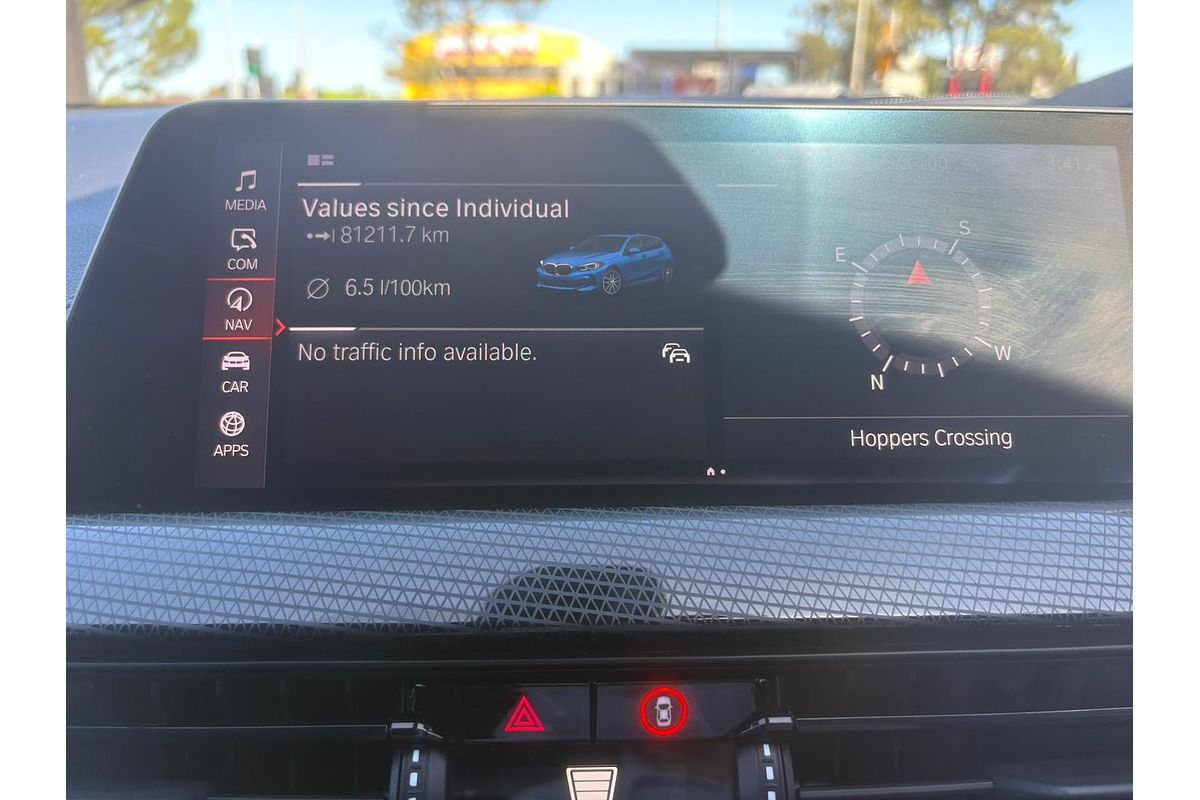 MEDIA
COM
NAV
CAR
APPS
Values since Individual
81211.7 km
6.5 l/100km
No traffic info available.
S
E
W
N
Hoppers Crossing